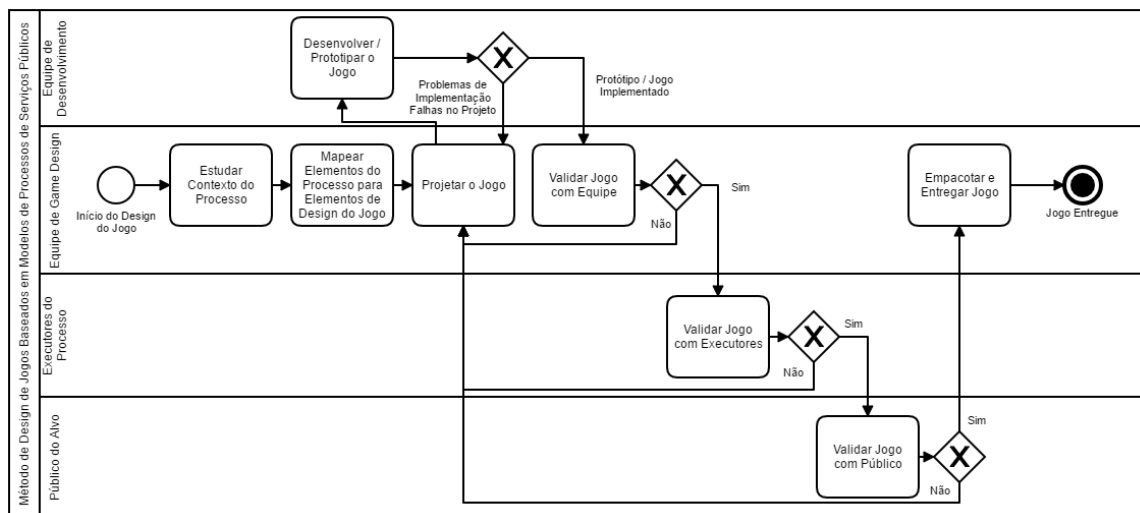 Método de Design de Jogos Baseados em Modelos de Processos de Serviços Públicos
Equipe de
Desenvolvimento
Desenvolver /
Prototipar o
Jogo
X
Problemas de
Implementação
Falhas no Projeto
Protótipo / Jogo
Implementado
Equipe de Game Design
Início do Design
do Jogo
Estudar
Contexto do
Processo
Mapear
Elementos do
Processo para
Elementos de
Design do Jogo
Projetar o Jogo
Validar Jogo
com Equipe
X
Sim
Não
Empacotar e
Entregar Jogo
Jogo Entregue
Executores do
Processo
Validar Jogo
com Executores
X
Sim
Não
Público do Alvo
Validar Jogo
com Público
X
Sim
Não